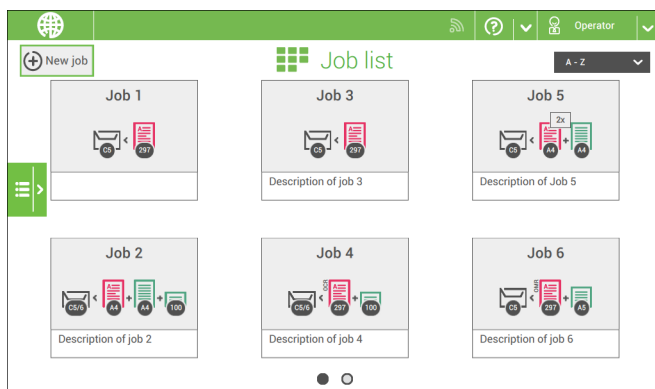 Operator
New job
Job list
A - Z
Job 1
C5
297
Job 3
C5
297
Description of job 3
Job 5
2x
C5
A4
A4
Description of Job 5
Job 2
C5/6
A4
A4
100
Description of job 2
Job 4
OCR
C5/6
297
100
Description of job 4
Job 6
OMR
C5
297
A5
Description of job 6